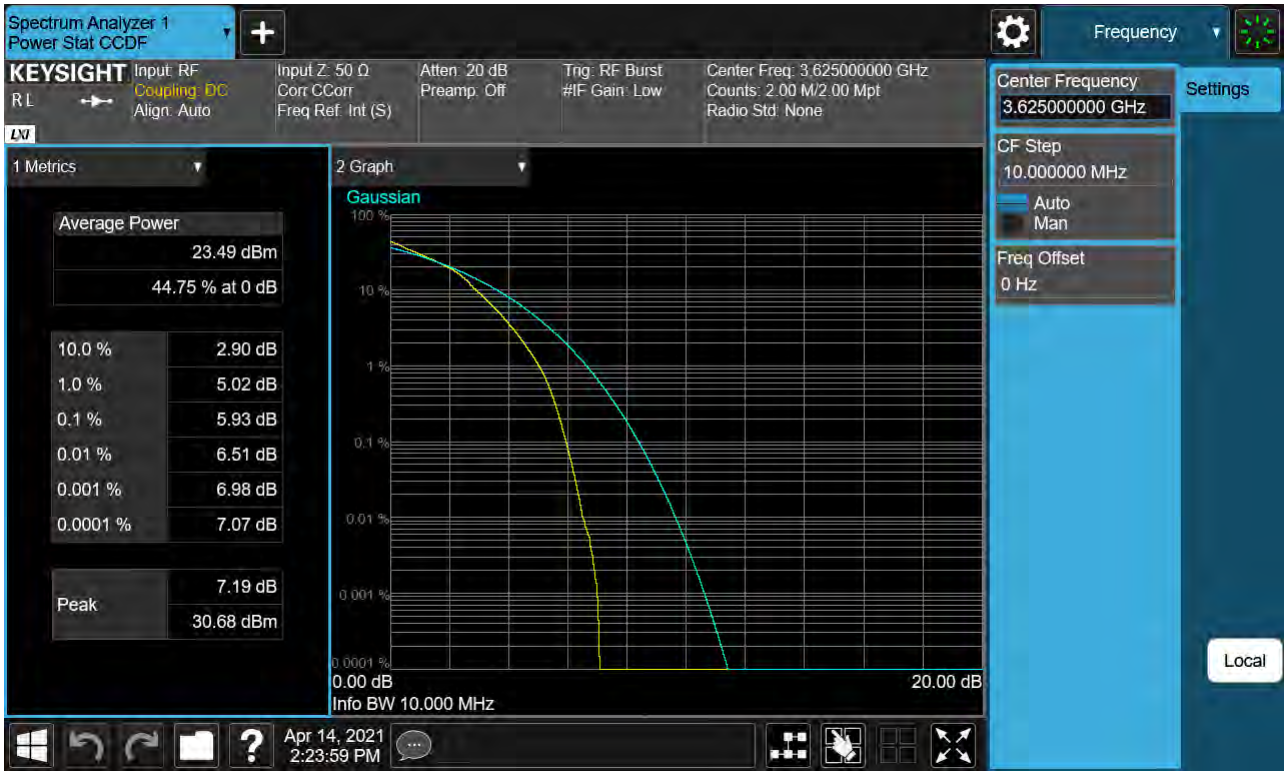 Spectrum Analyzer 1
Power Stat CCDF
+
Frequency
KEYSIGHT
RL
LXI
Input: RF
Coupling: DC
Align: Auto
Input Z: 50 Ω
Corr CCorr
Freq Ref: Int (S)
Atten: 20 dB
Preamp: Off
Trig: RF Burst
#IF Gain: Low
Center Freq: 3.625000000 GHz
Counts: 2.00 M/2.00 Mpt
Radio Std: None
1 Metrics
Average Power
23.49 dBm
44.75 % at 0 dB
10.0 % 2.90 dB
1.0 % 5.02 dB
0.1 % 5.93 dB
0.01 % 6.51 dB
0.001 % 6.98 dB
0.0001 % 7.07 dB
Peak
7.19 dB
30.68 dBm
2 Graph
Gaussian
100 %
10 %
1 %
0.1 %
0.01 %
0.001 %
0.0001 %
0.00 dB 20.00 dB
Info BW 10.000 MHz
Center Frequency
3.625000000 GHz
CF Step
10.000000 MHz
Auto
Man
Freq Offset
0 Hz
Settings
Local
?
Apr 14, 2021
2:23:59 PM